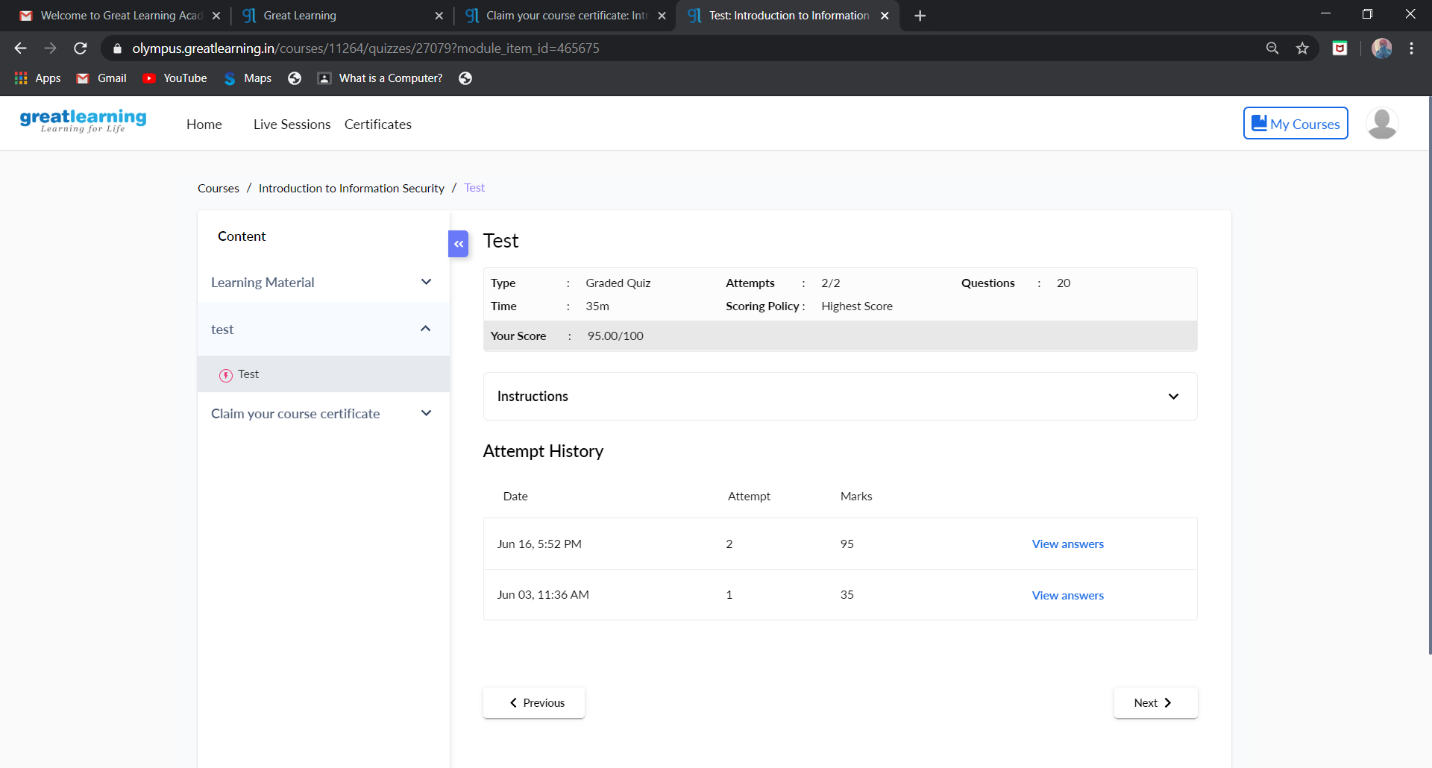 Welcome to Great Learning Acad
Great Learning
Claim your course certificate: Intr
Test: Introduction to Information
olympus.greatlearning.in/courses/11264/quizzes/27079?module_item_id=465675
Apps Gmail YouTube Maps What is a Computer?
greatlearning
Learning for Life
Home Live Sessions Certificates
My Courses
Courses / Introduction to Information Security / Test
Content
Learning Material
test
Test
Claim your course certificate
Test
Type : Graded Quiz Attempts : 2/2 Questions : 20
Time : 35m Scoring Policy : Highest Score
Your Score : 95.00/100
Instructions
Attempt History
Date Attempt Marks
Jun 16, 5:52 PM 2 95 View answers
Jun 03, 11:36 AM 1 35 View answers
Previous Next